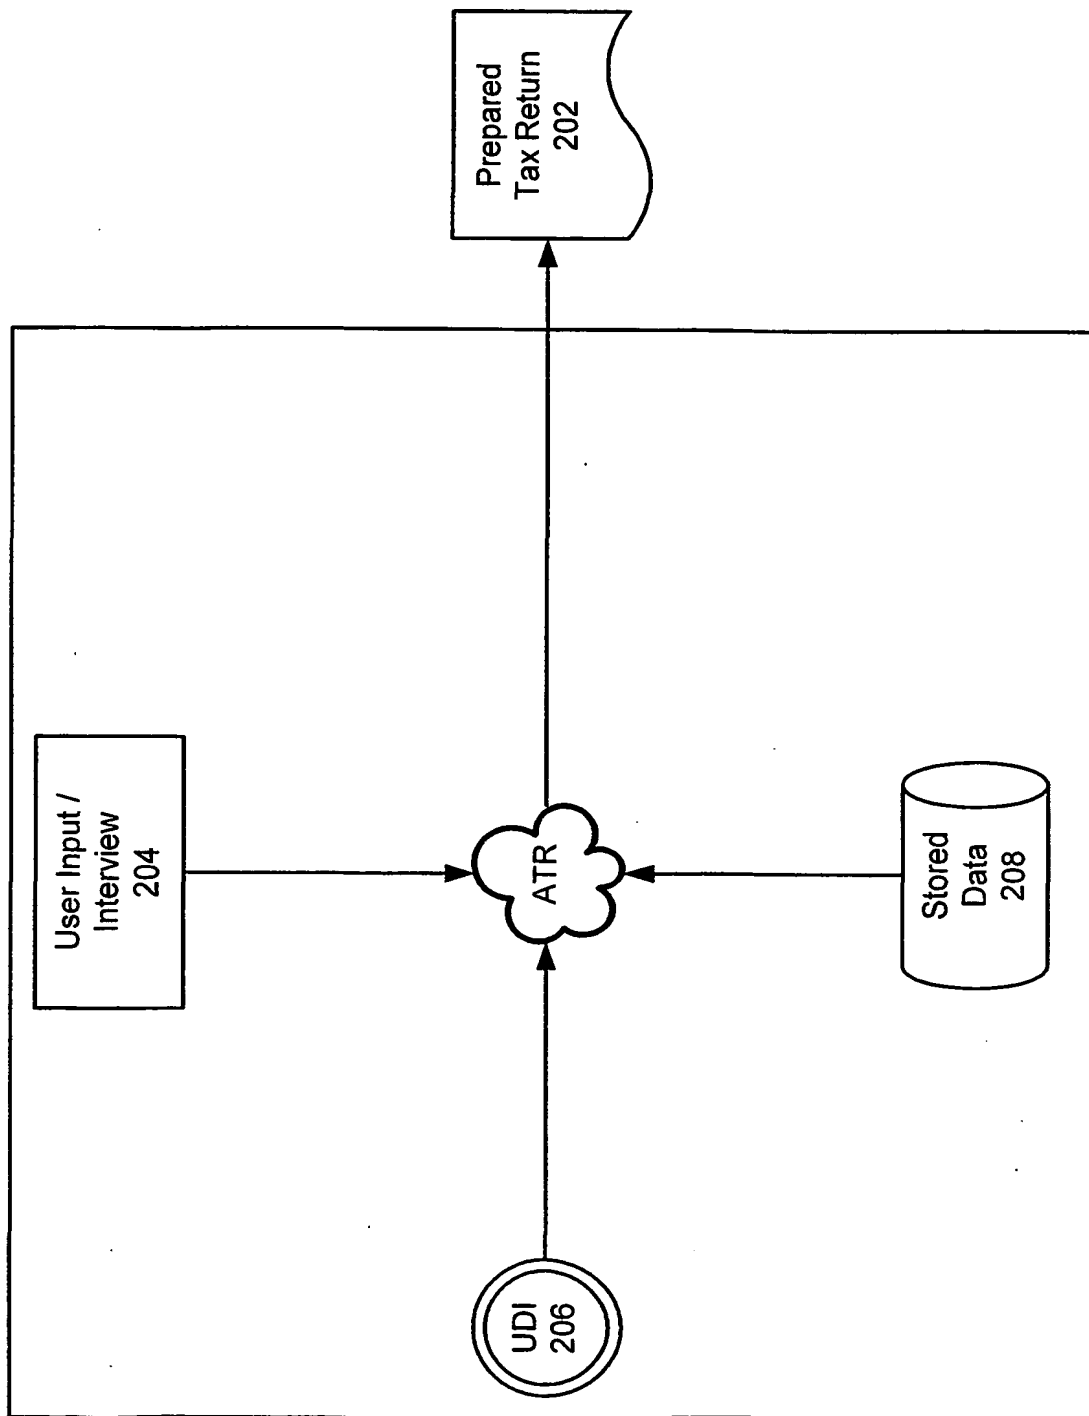 User Input /
Interview
204
UDI
206
ATR
Stored
Data
208
Prepared
Tax Return
202